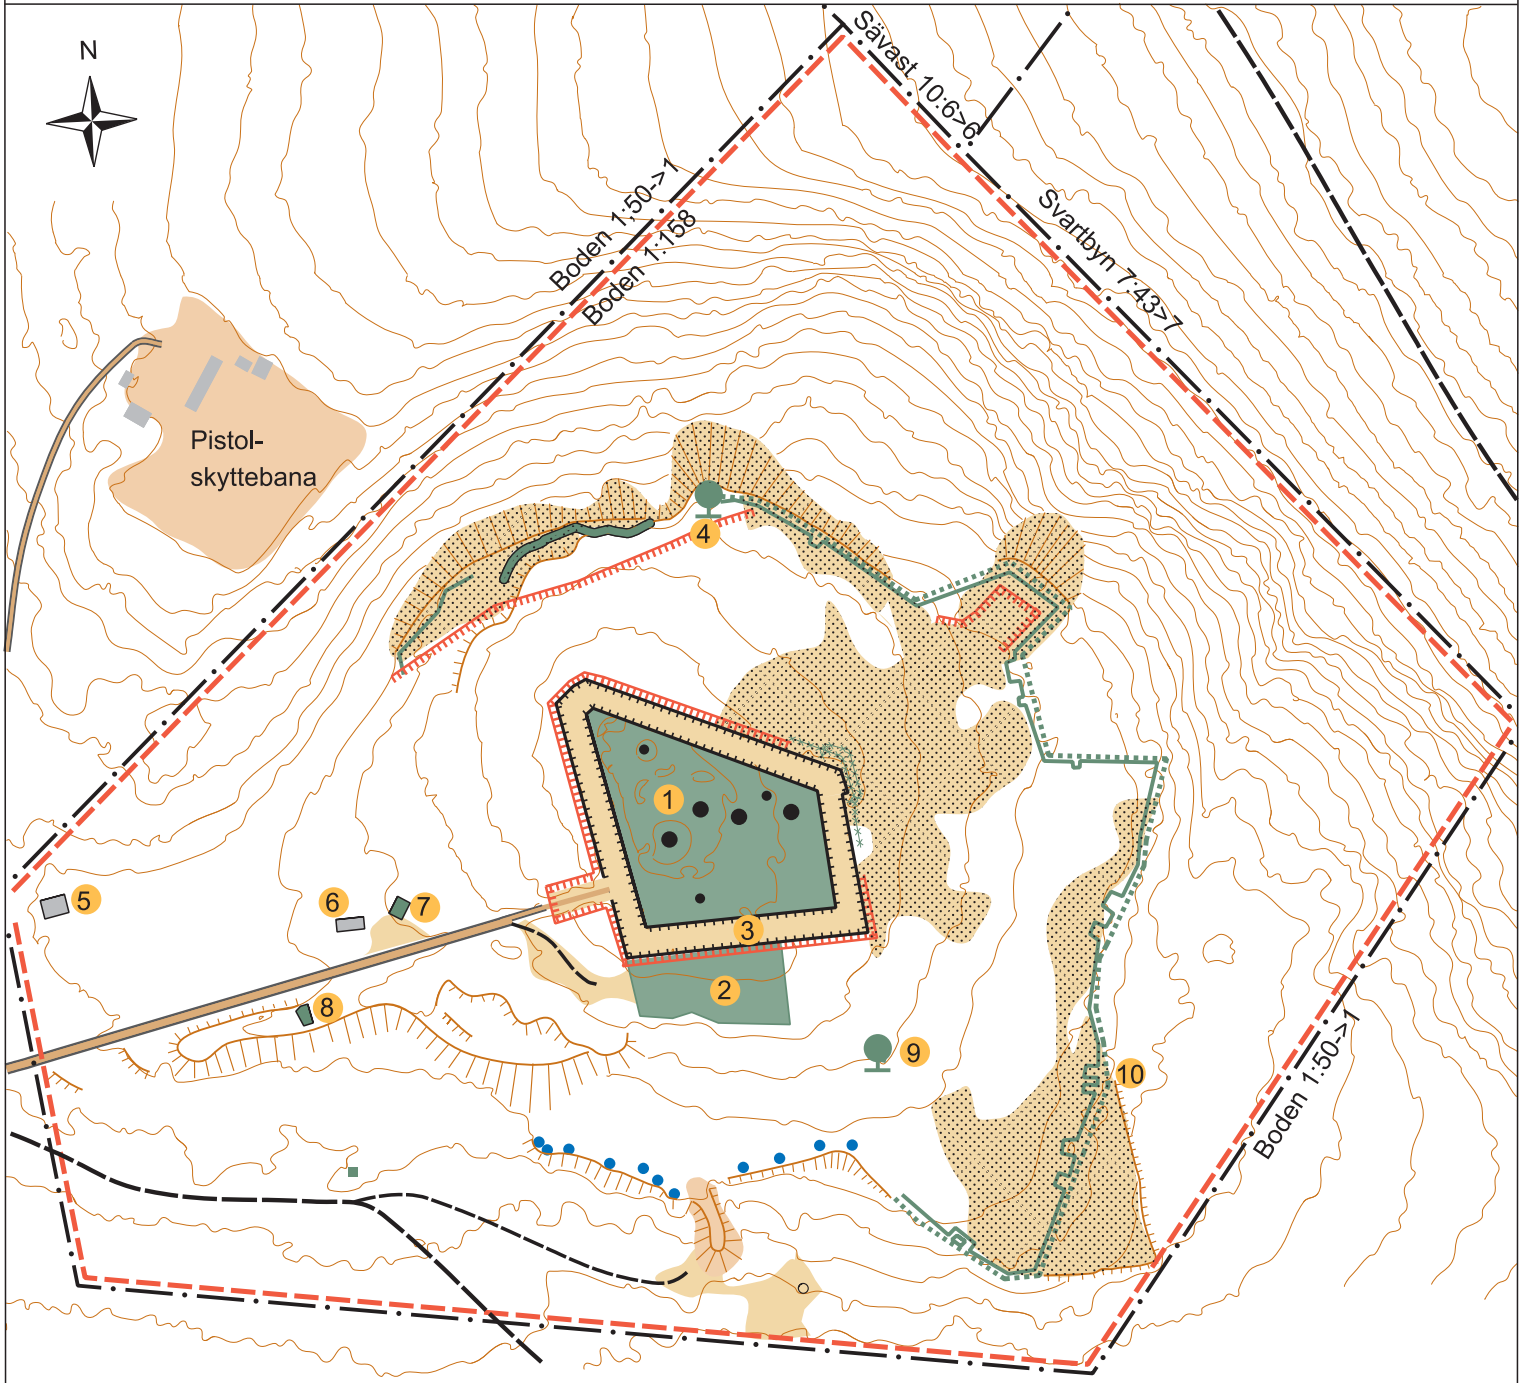 N
Sävast 10:6>6
Boden 1;50->1
Boden 1:158
Svartbyn 7:43>7
Pistol-
skyttebana
4
1
5
6
7
3
2
8
9
10
Boden 1:50->1